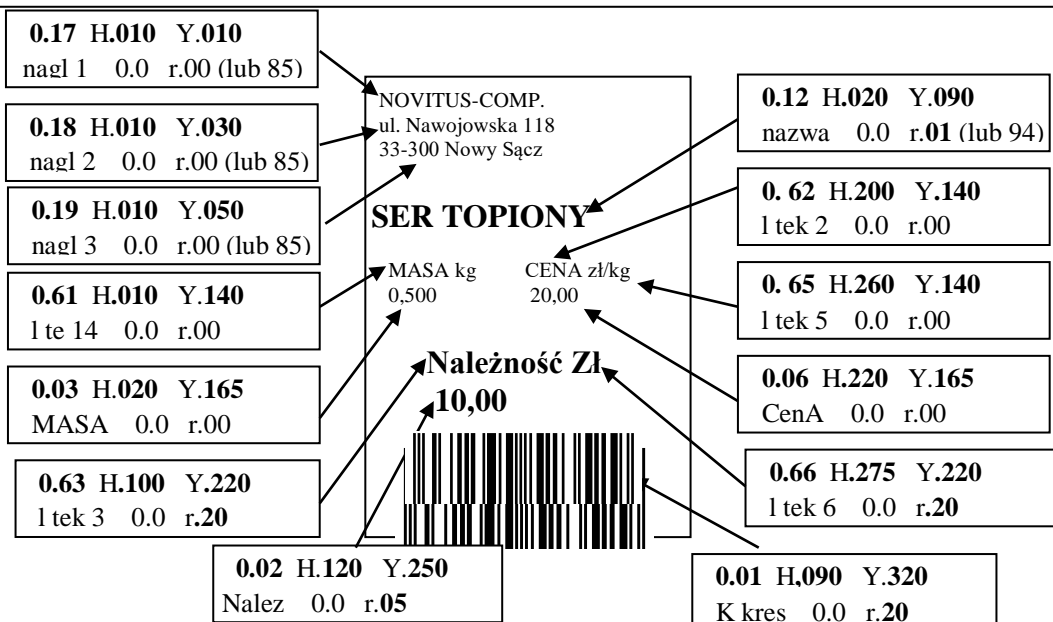 0.17 H.010 Y.010
nagl 1 0.0 r.00 (lub 85)
0.18 H.010 Y.030
nagl 2 0.0 r.00 (lub 85)
0.19 H.010 Y.050
nagl 3 0.0 r.00 (lub 85)
0.61 H.010 Y.140
l te 14 0.0 r.00
0.03 H.020 Y.165
MASA 0.0 r.00
0.63 H.100 Y.220
l tek 3 0.0 r.20
0.02 H.120 Y.250
Nalez 0.0 r.05
NOVITUS-COMP.
ul. Nawojowska 118
33-300 Nowy Sącz
SER TOPIONY
MASA kg CENA zł/kg
0,500 20,00
Należność Zł
10,00
0.12 H.020 Y.090
nazwa 0.0 r.01 (lub 94)
0. 62 H.200 Y.140
l tek 2 0.0 r.00
0. 65 H.260 Y.140
l tek 5 0.0 r.00
0.06 H.220 Y.165
CenA 0.0 r.00
0.66 H.275 Y.220
l tek 6 0.0 r.20
0.01 H,090 Y.320
K kres 0.0 r.20